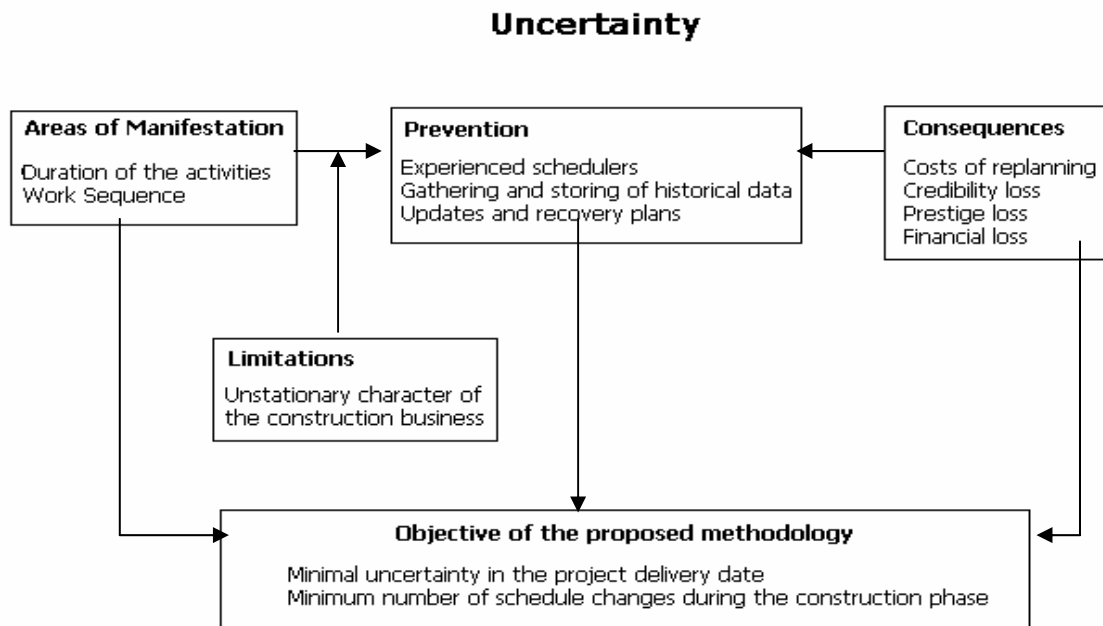 Uncertainty
Areas of Manifestation
Duration of the activities
Work Sequence
Prevention
Experienced schedulers
Gathering and storing of historical data
Updates and recovery plans
Consequences
Costs of replanning
Credibility loss
Prestige loss
Financial loss
Limitations
Unstationary character of
the construction business
Objective of the proposed methodology
Minimal uncertainty in the project delivery date
Minimum number of schedule changes during the construction phase